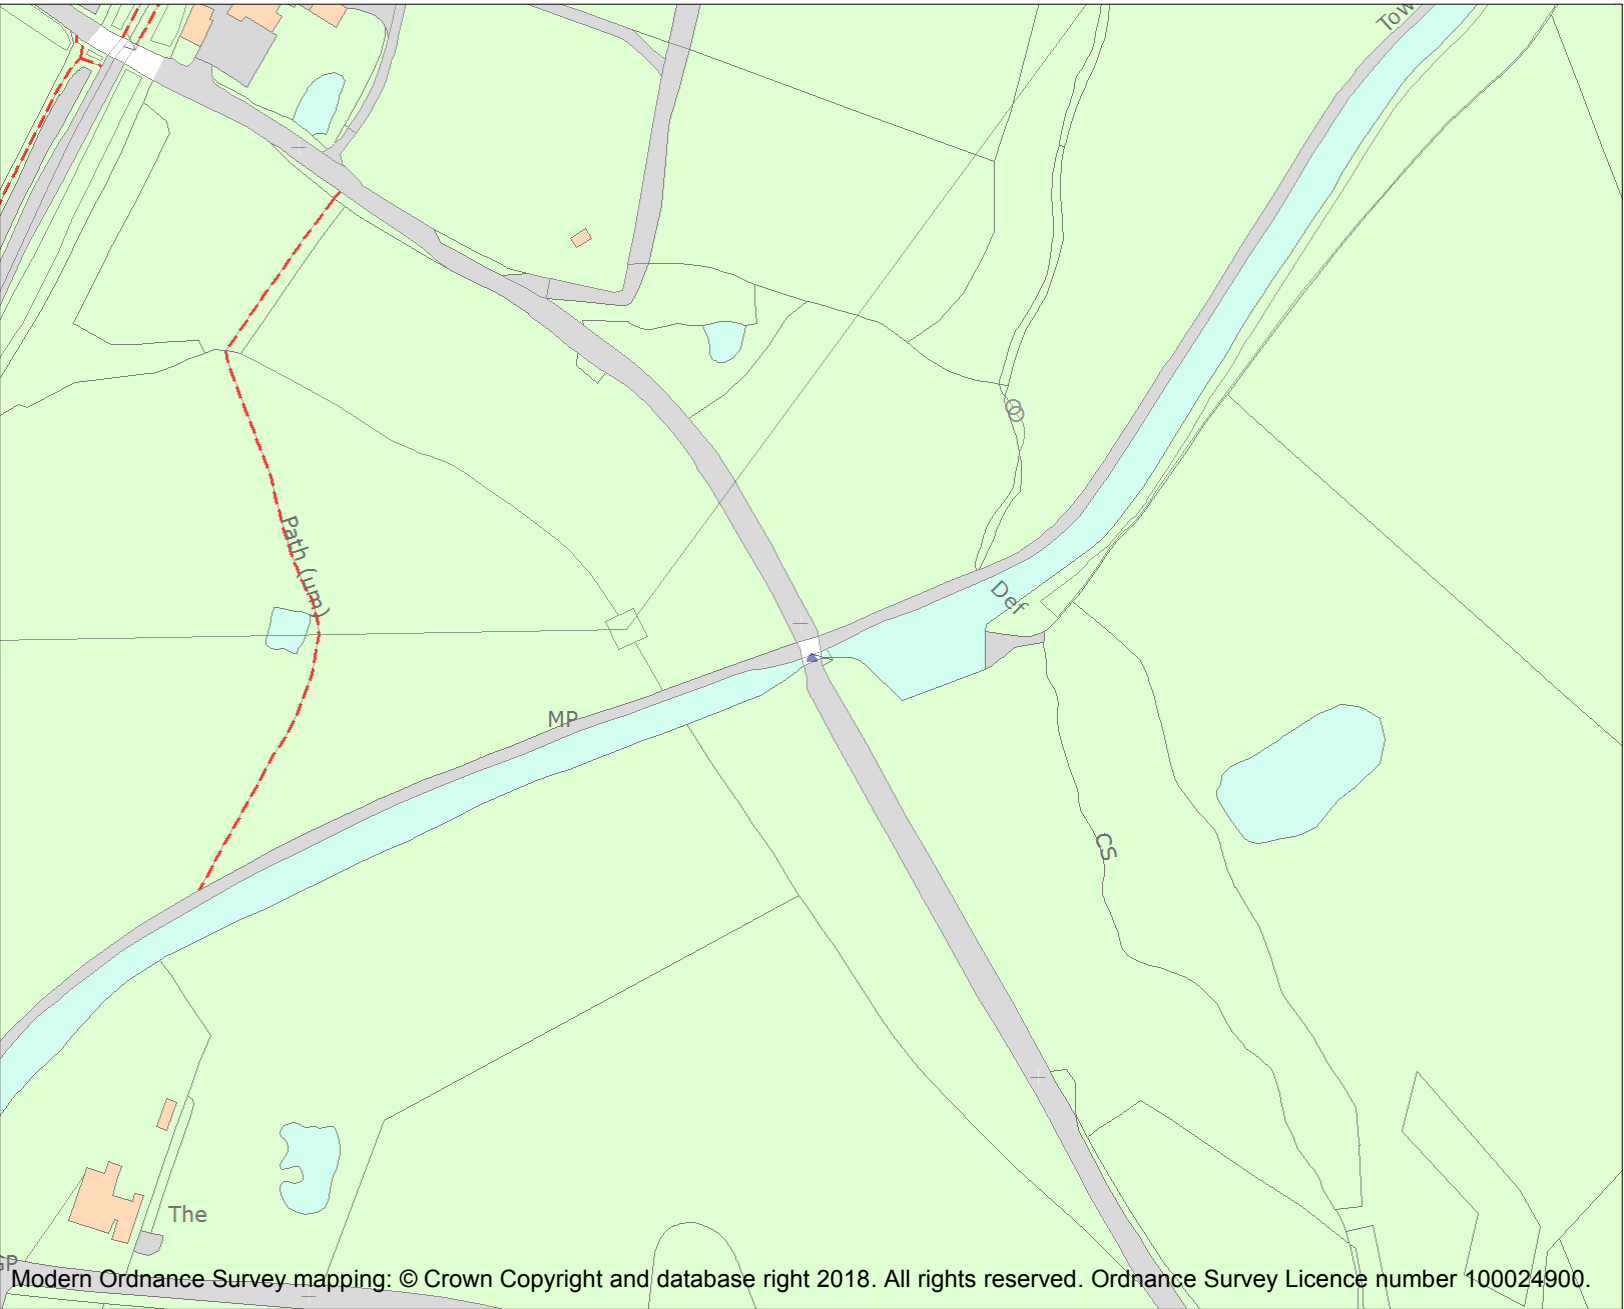 Tow
Path (um)
Def
MP
CS
The
GP
Modern Ordnance Survey mapping: © Crown Copyright and database right 2018. All rights reserved. Ordnance Survey Licence number 100024900.